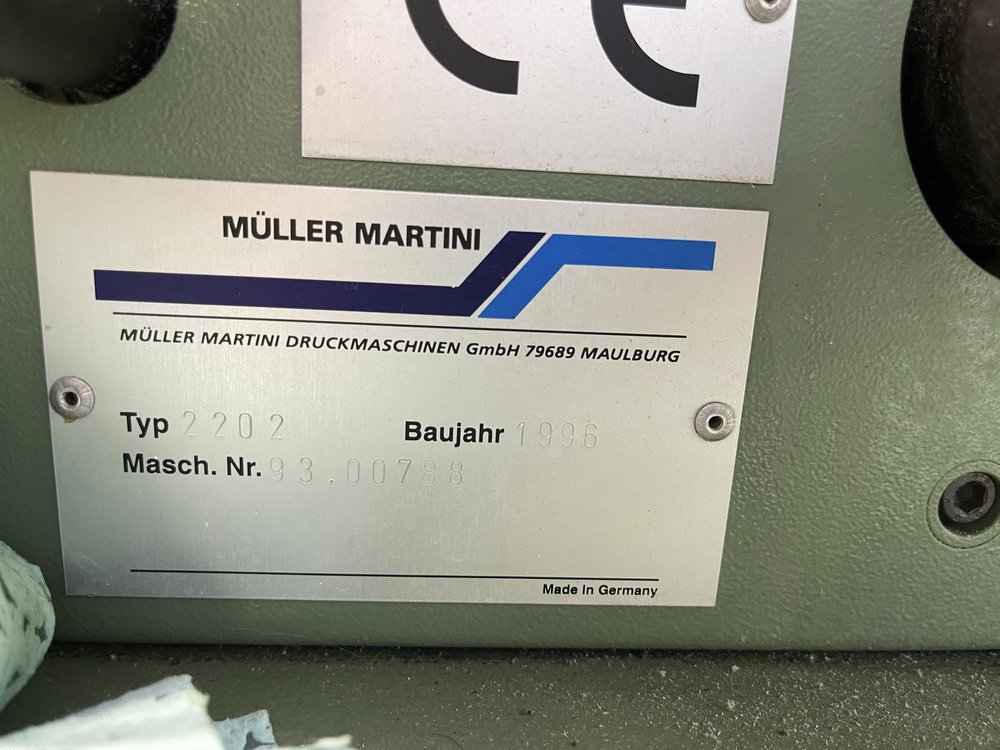 CE
MÜLLER MARTINI
MÜLLER MARTINI DRUCKMASCHINEN GmbH 79689 MAULBURG
Typ 2202 Baujahr 1996
Masch. Nr. 93.00788
Made in Germany